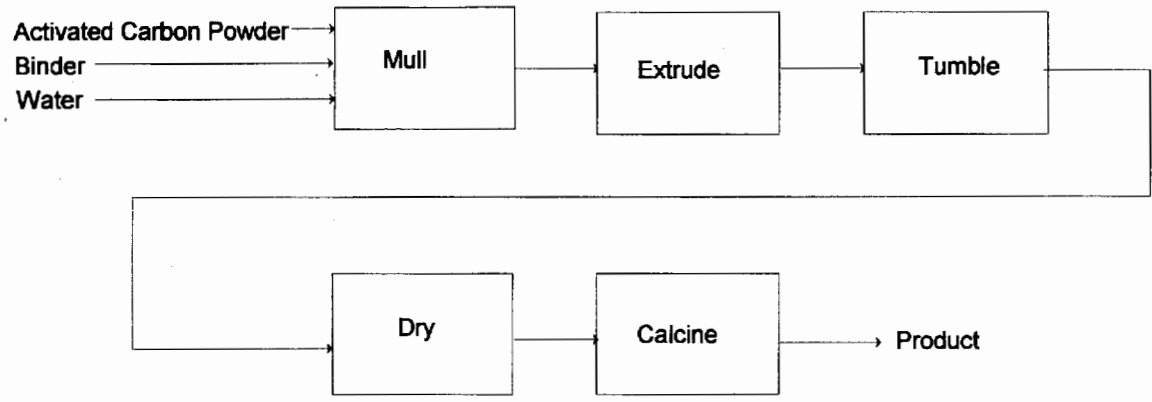 Activated Carbon Powder
Binder
Water
Mull
Extrude
Tumble
Dry
Calcine
Product